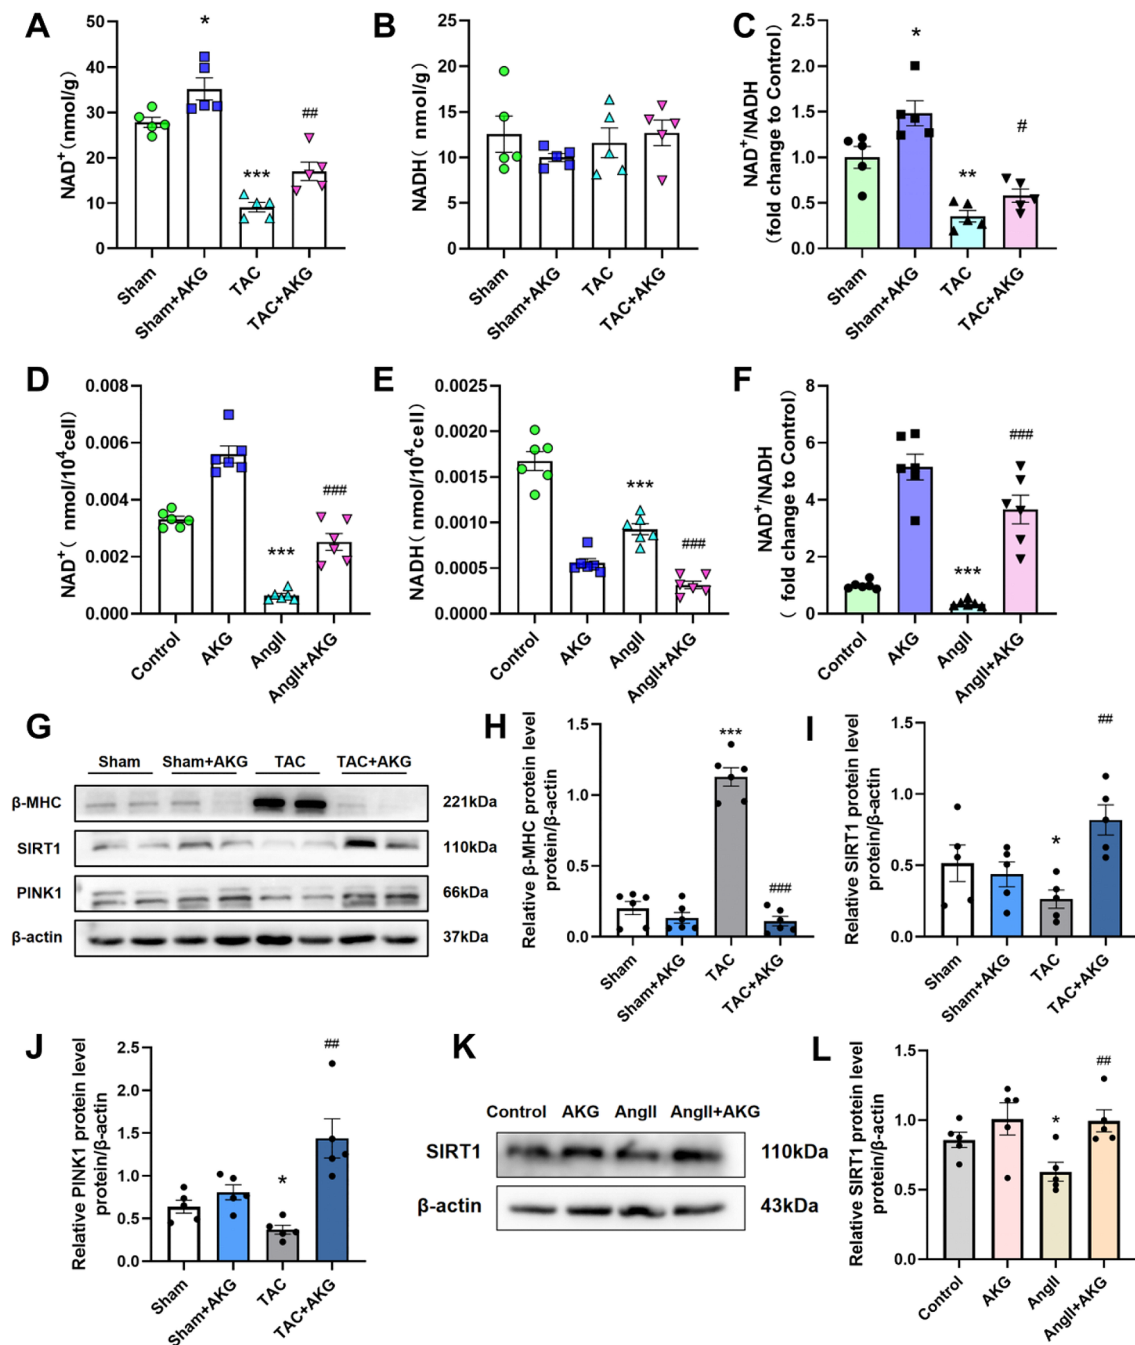 A
NAD⁺ (nmol/g)
50
40
30
20
10
0
*
***
##
Sham
Sham+AKG
TAC
TAC+AKG
B
NADH ( nmol/g)
25
20
15
10
5
0
Sham
Sham+AKG
TAC
TAC+AKG
C
NAD⁺/NADH
(fold change to Control)
2.5
2.0
1.5
1.0
0.5
0.0
*
**
#
Sham
Sham+AKG
TAC
TAC+AKG
D
NAD⁺ ( nmol/10⁴cell)
0.008
0.006
0.004
0.002
0.000
***
###
Control
AKG
AngII
AngII+AKG
E
NADH ( nmol/10⁴cell)
0.0025
0.0020
0.0015
0.0010
0.0005
0.0000
***
###
Control
AKG
AngII
AngII+AKG
F
NAD⁺/NADH
( fold change to Control)
8
6
4
2
0
***
###
Control
AKG
AngII
AngII+AKG
G
Sham Sham+AKG TAC TAC+AKG
β-MHC 221kDa
SIRT1 110kDa
PINK1 66kDa
β-actin 37kDa
H
Relative β-MHC protein level
protein/β-actin
1.5
1.0
0.5
0.0
***
###
Sham
Sham+AKG
TAC
TAC+AKG
I
Relative SIRT1 protein level
protein/β-actin
1.5
1.0
0.5
0.0
*
##
Sham
Sham+AKG
TAC
TAC+AKG
J
Relative PINK1 protein level
protein/β-actin
2.5
2.0
1.5
1.0
0.5
0.0
*
##
Sham
Sham+AKG
TAC
TAC+AKG
K
Control AKG AngII AngII+AKG
SIRT1 110kDa
β-actin 43kDa
L
Relative SIRT1 protein level
protein/β-actin
1.5
1.0
0.5
0.0
*
##
Control
AKG
AngII
AngII+AKG